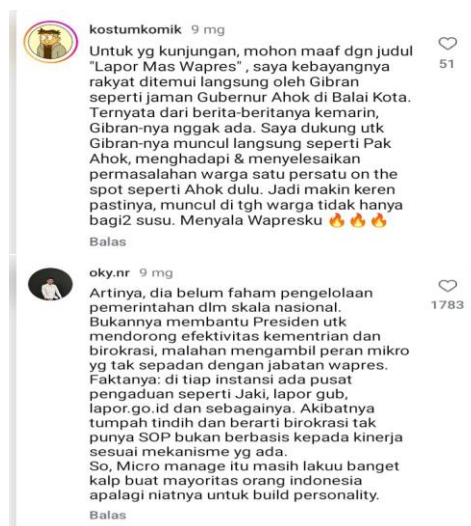 kostumkomik 9 mg
Untuk yg kunjungan, mohon maaf dgn judul
"Lapor Mas Wapres" , saya kebayangnya
rakyat ditemui langsung oleh Gibran
seperti jaman Gubernur Ahok di Balai Kota.
Ternyata dari berita-beritanya kemarin,
Gibran-nya nggak ada. Saya dukung utk
Gibran-nya muncul langsung seperti Pak
Ahok, menghadapi & menyelesaikan
permasalahan warga satu persatu on the
spot seperti Ahok dulu. Jadi makin keren
pastinya, muncul di tgh warga tidak hanya
bagi2 susu. Menyala Wapresku 🔥🔥🔥
51
Balas
oky.nr 9 mg
Artinya, dia belum faham pengelolaan
pemerintahan dlm skala nasional.
Bukannya membantu Presiden utk
mendorong efektivitas kementrian dan
birokrasi, malahan mengambil peran mikro
yg tak sepadan dengan jabatan wapres.
Faktanya: di tiap instansi ada pusat
pengaduan seperti Jaki, lapor gub,
lapor.go.id dan sebagainya. Akibatnya
tumpah tindih dan berarti birokrasi tak
punya SOP bukan berbasis kepada kinerja
sesuai mekanisme yg ada.
So, Micro manage itu masih lakuu banget
kalp buat mayoritas orang indonesia
apalagi niatnya untuk build personality.
1783
Balas